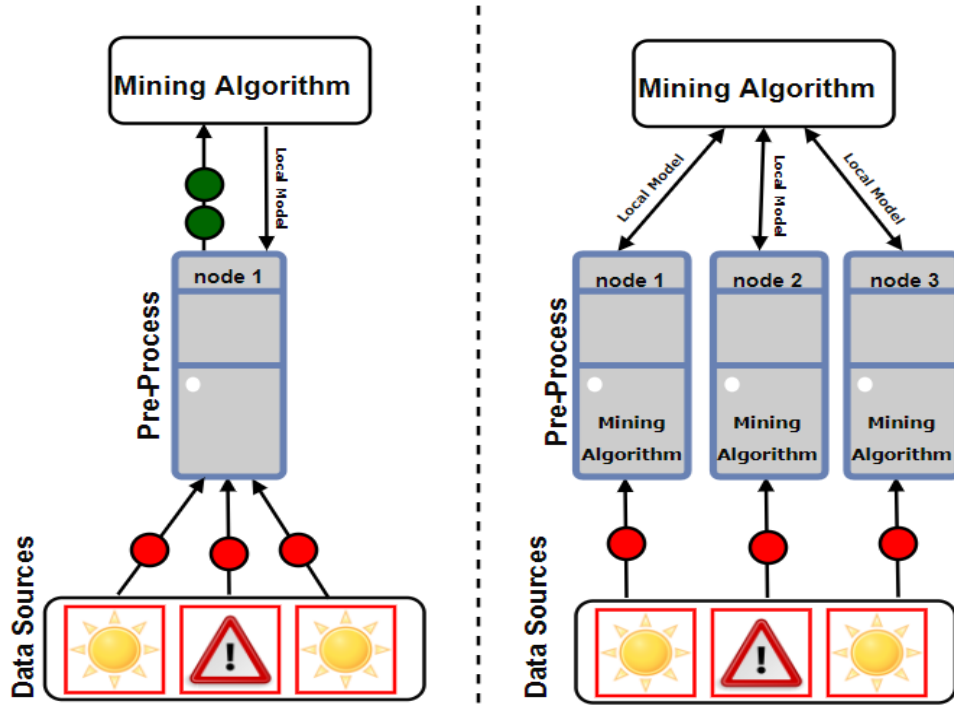 Mining Algorithm
Local Model
node 1
Pre-Process
Data Sources
!
Mining Algorithm
Local Model
Local Model
Local Model
node 1
node 2
node 3
Pre-Process
Mining
Algorithm
Mining
Algorithm
Mining
Algorithm
Data Sources
!